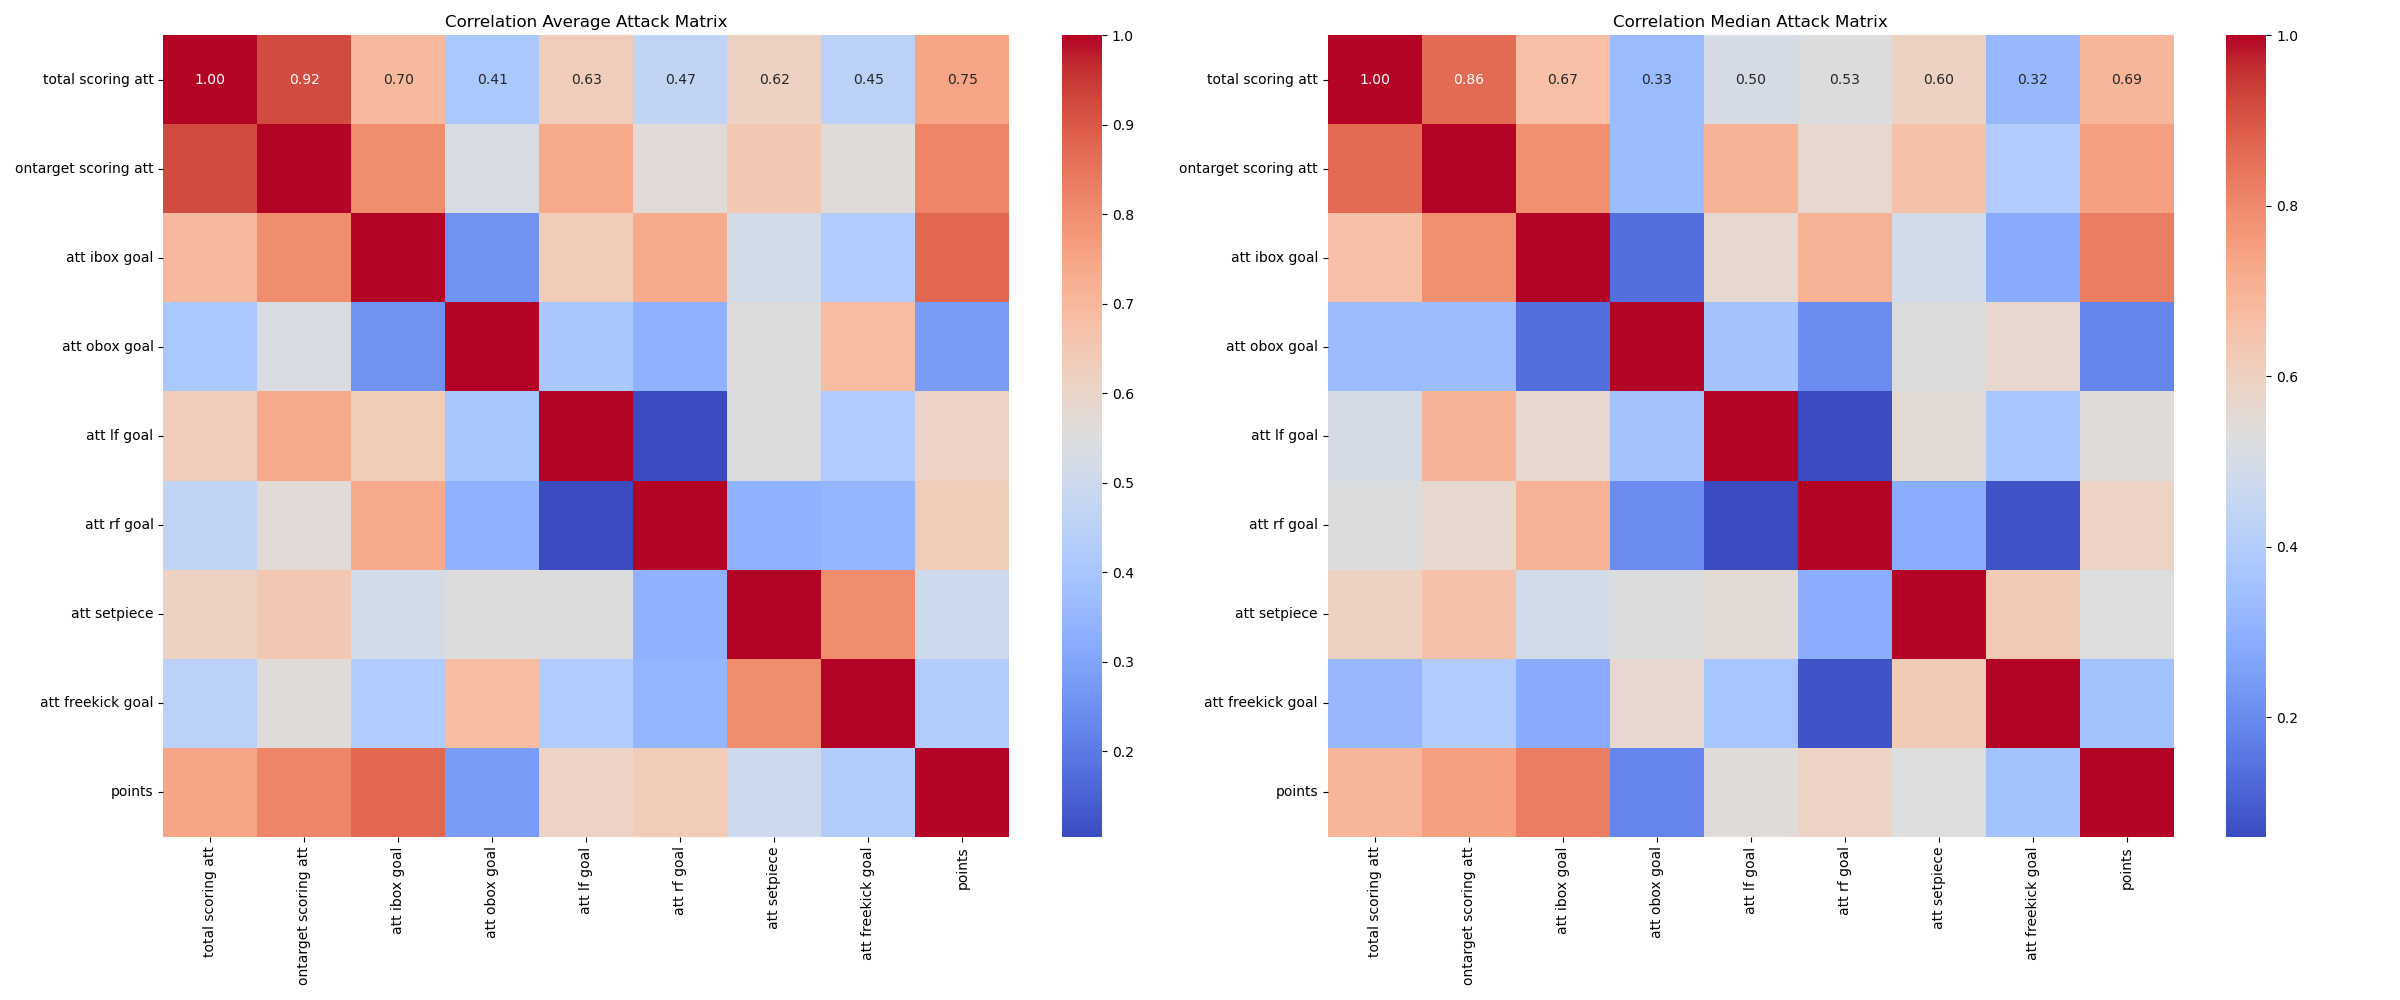 Correlation Average Attack Matrix
total scoring att 1.00 0.92 0.70 0.41 0.63 0.47 0.62 0.45 0.75
ontarget scoring att
att ibox goal
att obox goal
att lf goal
att rf goal
att setpiece
att freekick goal
points
total scoring att
ontarget scoring att
att ibox goal
att obox goal
att lf goal
att rf goal
att setpiece
att freekick goal
points
1.0
0.9
0.8
0.7
0.6
0.5
0.4
0.3
0.2
Correlation Median Attack Matrix
total scoring att 1.00 0.86 0.67 0.33 0.50 0.53 0.60 0.32 0.69
ontarget scoring att
att ibox goal
att obox goal
att lf goal
att rf goal
att setpiece
att freekick goal
points
total scoring att
ontarget scoring att
att ibox goal
att obox goal
att lf goal
att rf goal
att setpiece
att freekick goal
points
1.0
0.8
0.6
0.4
0.2